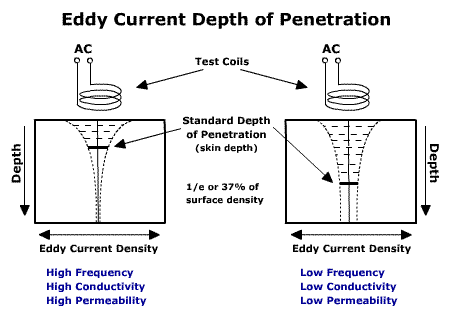 Eddy Current Depth of Penetration
AC
Test Coils
AC
Depth
Standard Depth
of Penetration
(skin depth)
1/e or 37% of
surface density
Depth
Eddy Current Density
High Frequency
High Conductivity
High Permeability
Eddy Current Density
Low Frequency
Low Conductivity
Low Permeability